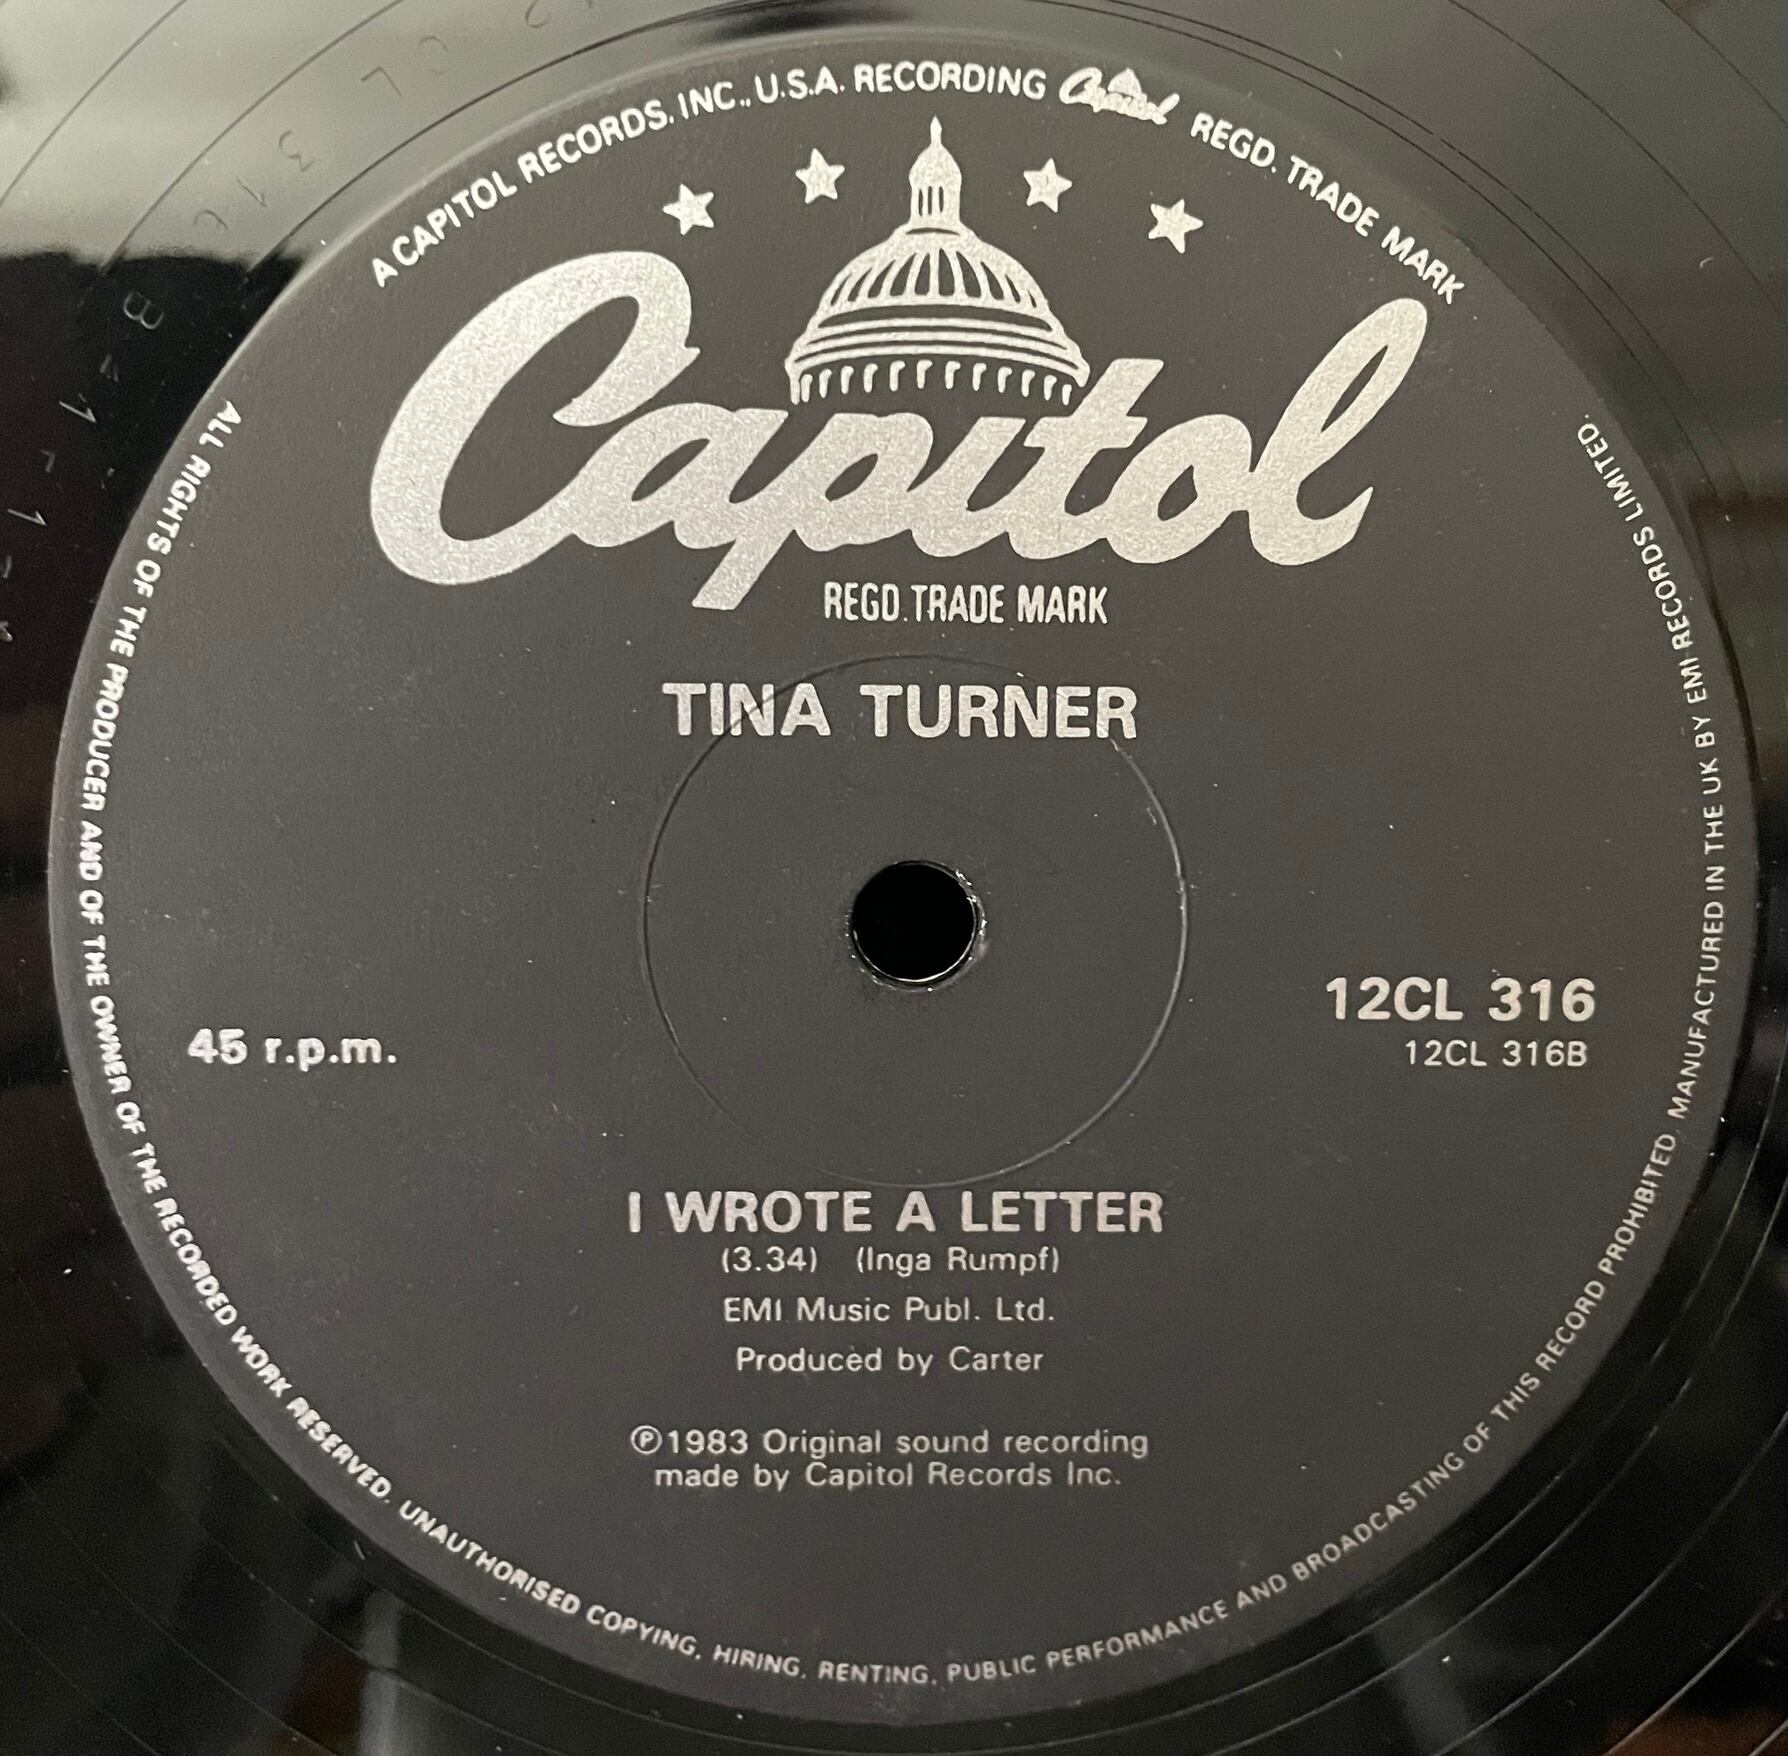 A CAPITOL RECORDS, INC., U.S.A. RECORDING Capitol REGD. TRADE MARK
Capitol
REGD. TRADE MARK
TINA TURNER
45 r.p.m.
12CL 316
12CL 316B
I WROTE A LETTER
(3.34) (Inga Rumpf)
EMI Music Publ. Ltd.
Produced by Carter
℗1983 Original sound recording
made by Capitol Records Inc.
ALL RIGHTS OF THE PRODUCER AND OF THE OWNER OF THE RECORDED WORK RESERVED. UNAUTHORISED COPYING, HIRING, RENTING, PUBLIC PERFORMANCE AND BROADCASTING OF THIS RECORD PROHIBITED. MANUFACTURED IN THE UK BY EMI RECORDS LIMITED.